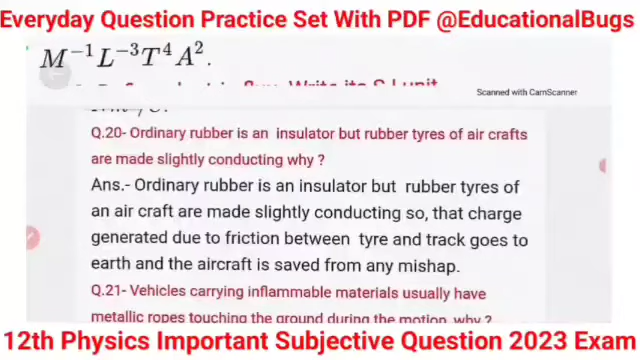 Everyday Question Practice Set With PDF @EducationalBugs
M⁻¹L⁻³T⁴A².
Write its S I unit
Scanned with CamScanner
Q.20- Ordinary rubber is an insulator but rubber tyres of air crafts
are made slightly conducting why ?
Ans.- Ordinary rubber is an insulator but rubber tyres of
an air craft are made slightly conducting so, that charge
generated due to friction between tyre and track goes to
earth and the aircraft is saved from any mishap.
Q.21- Vehicles carrying inflammable materials usually have
metallic ropes touching the ground during the motion. why ?
12th Physics Important Subjective Question 2023 Exam